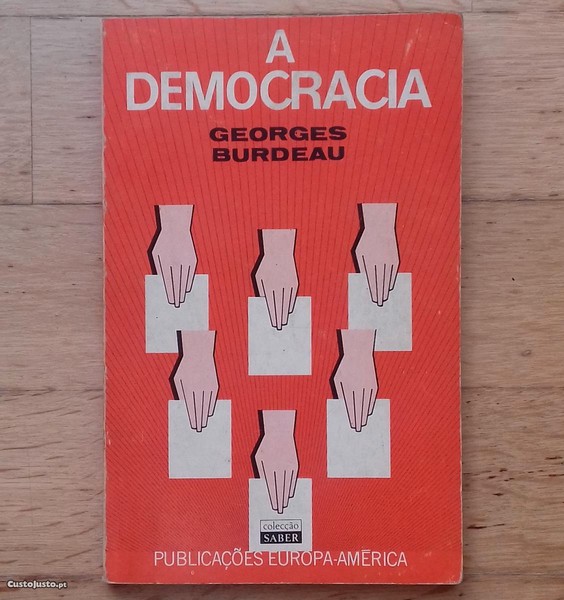 A
DEMOCRACIA
GEORGES
BURDEAU
colecção
SABER
PUBLICAÇÕES EUROPA-AMÉRICA
CustoJusto.pt